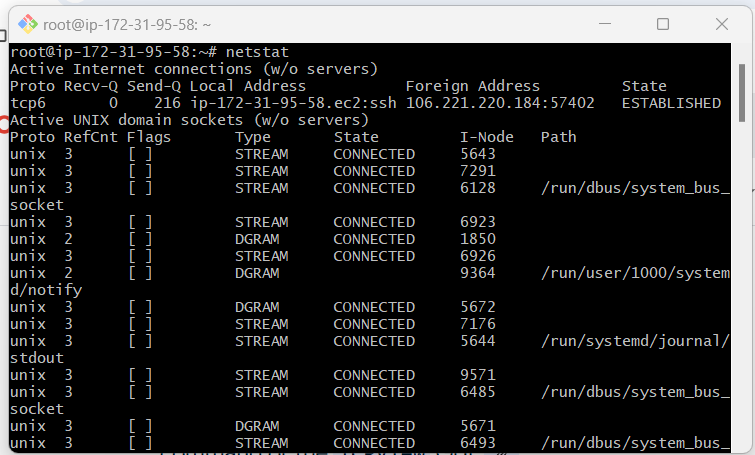 root@ip-172-31-95-58: ~
root@ip-172-31-95-58:~# netstat
Active Internet connections (w/o servers)
Proto Recv-Q Send-Q Local Address           Foreign Address         State
tcp6       0    216 ip-172-31-95-58.ec2:ssh 106.221.220.184:57402   ESTABLISHED
Active UNIX domain sockets (w/o servers)
Proto RefCnt Flags       Type       State         I-Node   Path
unix  3      [ ]         STREAM     CONNECTED     5643
unix  3      [ ]         STREAM     CONNECTED     7291
unix  3      [ ]         STREAM     CONNECTED     6128     /run/dbus/system_bus_
socket
unix  3      [ ]         STREAM     CONNECTED     6923
unix  2      [ ]         DGRAM      CONNECTED     1850
unix  3      [ ]         STREAM     CONNECTED     6926
unix  2      [ ]         DGRAM                    9364     /run/user/1000/system
d/notify
unix  3      [ ]         DGRAM      CONNECTED     5672
unix  3      [ ]         STREAM     CONNECTED     7176
unix  3      [ ]         STREAM     CONNECTED     5644     /run/systemd/journal/
stdout
unix  3      [ ]         STREAM     CONNECTED     9571
unix  3      [ ]         STREAM     CONNECTED     6485     /run/dbus/system_bus_
socket
unix  3      [ ]         DGRAM      CONNECTED     5671
unix  3      [ ]         STREAM     CONNECTED     6493     /run/dbus/system_bus_